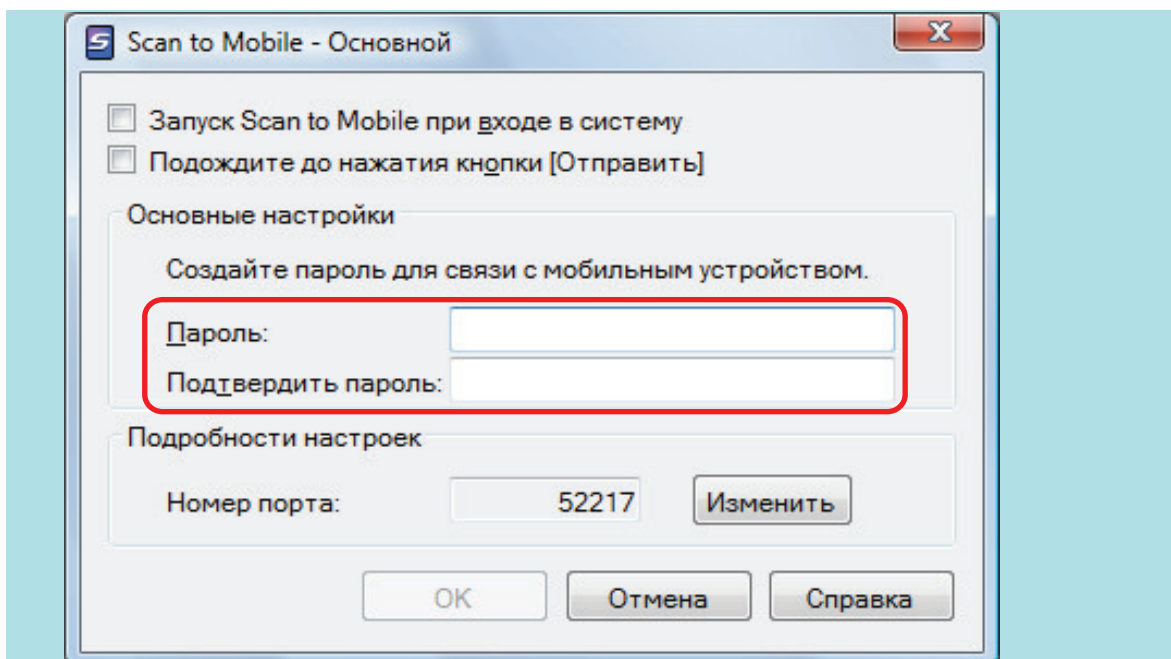 Scan to Mobile - Основной
Запуск Scan to Mobile при входе в систему
Подождите до нажатия кнопки [Отправить]
Основные настройки
Создайте пароль для связи с мобильным устройством.
Пароль:
Подтвердить пароль:
Подробности настроек
Номер порта: 52217 Изменить
OK Отмена Справка